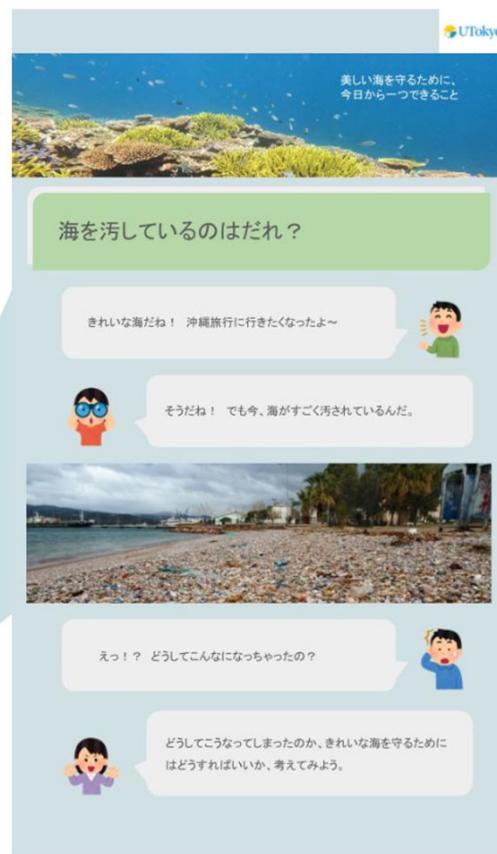 UTokyo
美しい海を守るために、
今日から一つできること
海を汚しているのはだれ？
きれいな海だね！　沖縄旅行に行きたくなったよ～
そうだね！　でも今、海がすごく汚されているんだ。
えっ！？　どうしてこんなになっちゃったの？
どうしてこうなってしまったのか、きれいな海を守るために
はどうすればいいか、考えてみよう。